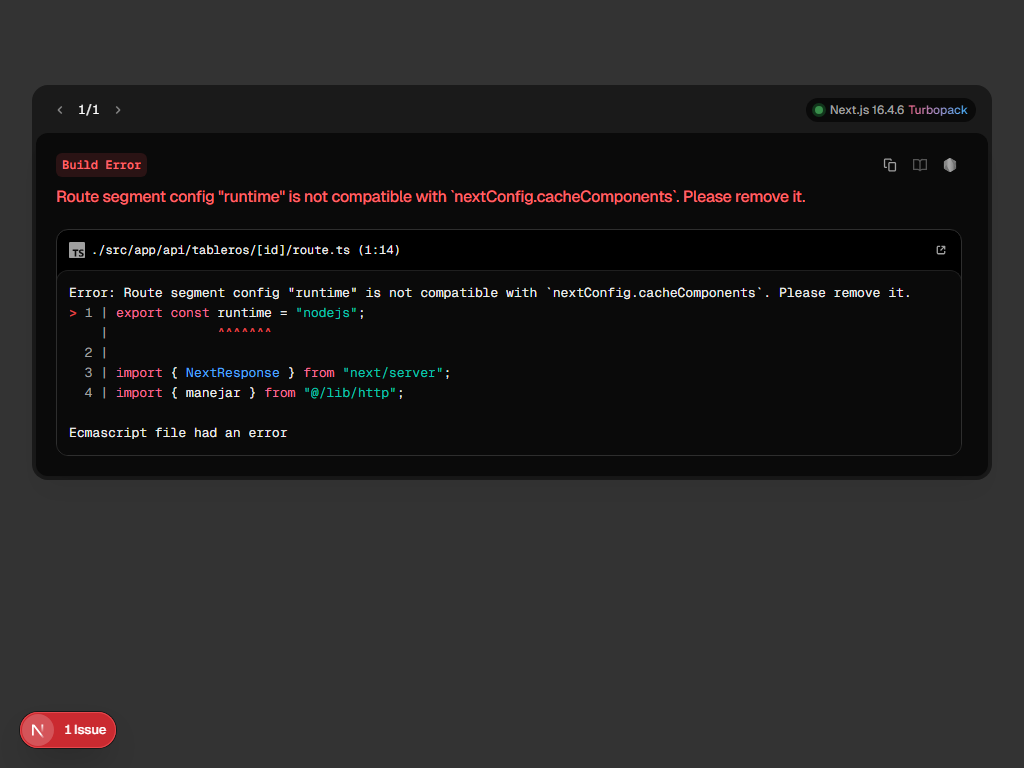 1/1
Next.js 16.4.6 Turbopack
Build Error
Route segment config "runtime" is not compatible with `nextConfig.cacheComponents`. Please remove it.
TS ./src/app/api/tableros/[id]/route.ts (1:14)
Error: Route segment config "runtime" is not compatible with `nextConfig.cacheComponents`. Please remove it.
> 1 | export const runtime = "nodejs";
    |              ^^^^^^^
  2 |
  3 | import { NextResponse } from "next/server";
  4 | import { manejar } from "@/lib/http";
Ecmascript file had an error
N 1 Issue